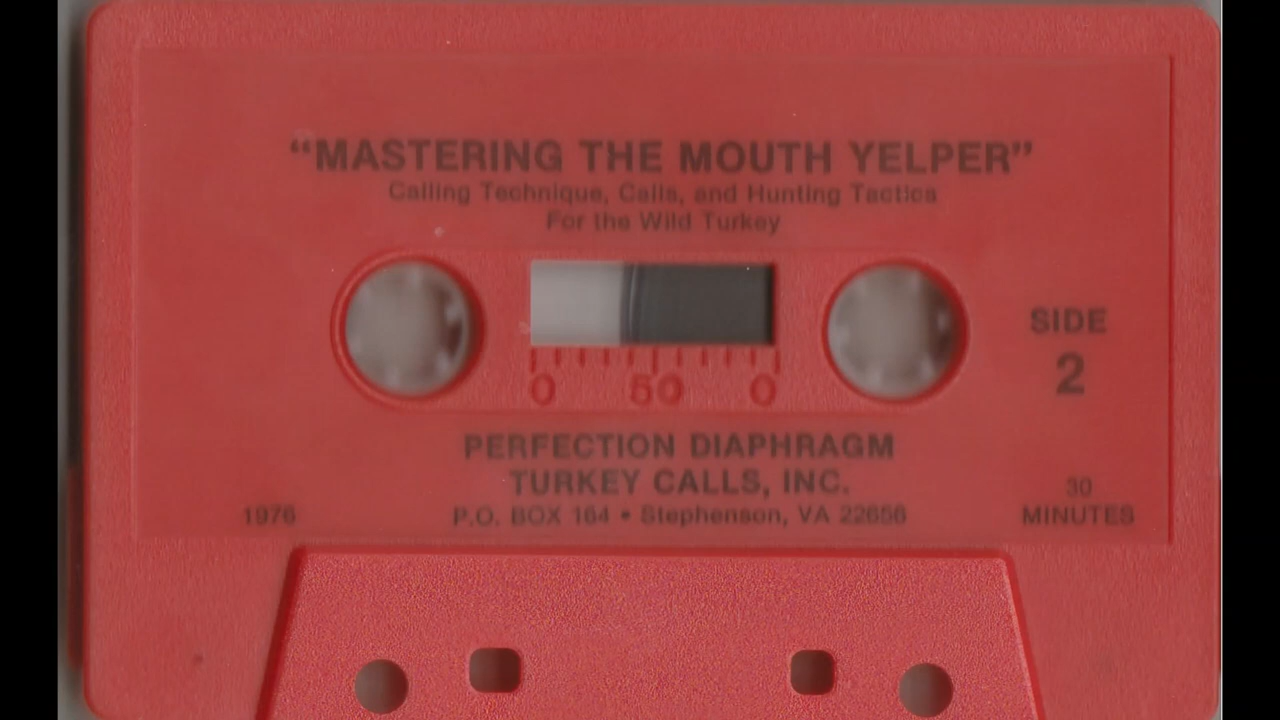 “MASTERING THE MOUTH YELPER”
Calling Technique, Calls, and Hunting Tactics
For the Wild Turkey
SIDE
2
0 50 0
PERFECTION DIAPHRAGM
TURKEY CALLS, INC.
P.O. BOX 164 • Stephenson, VA 22656
1976
30
MINUTES